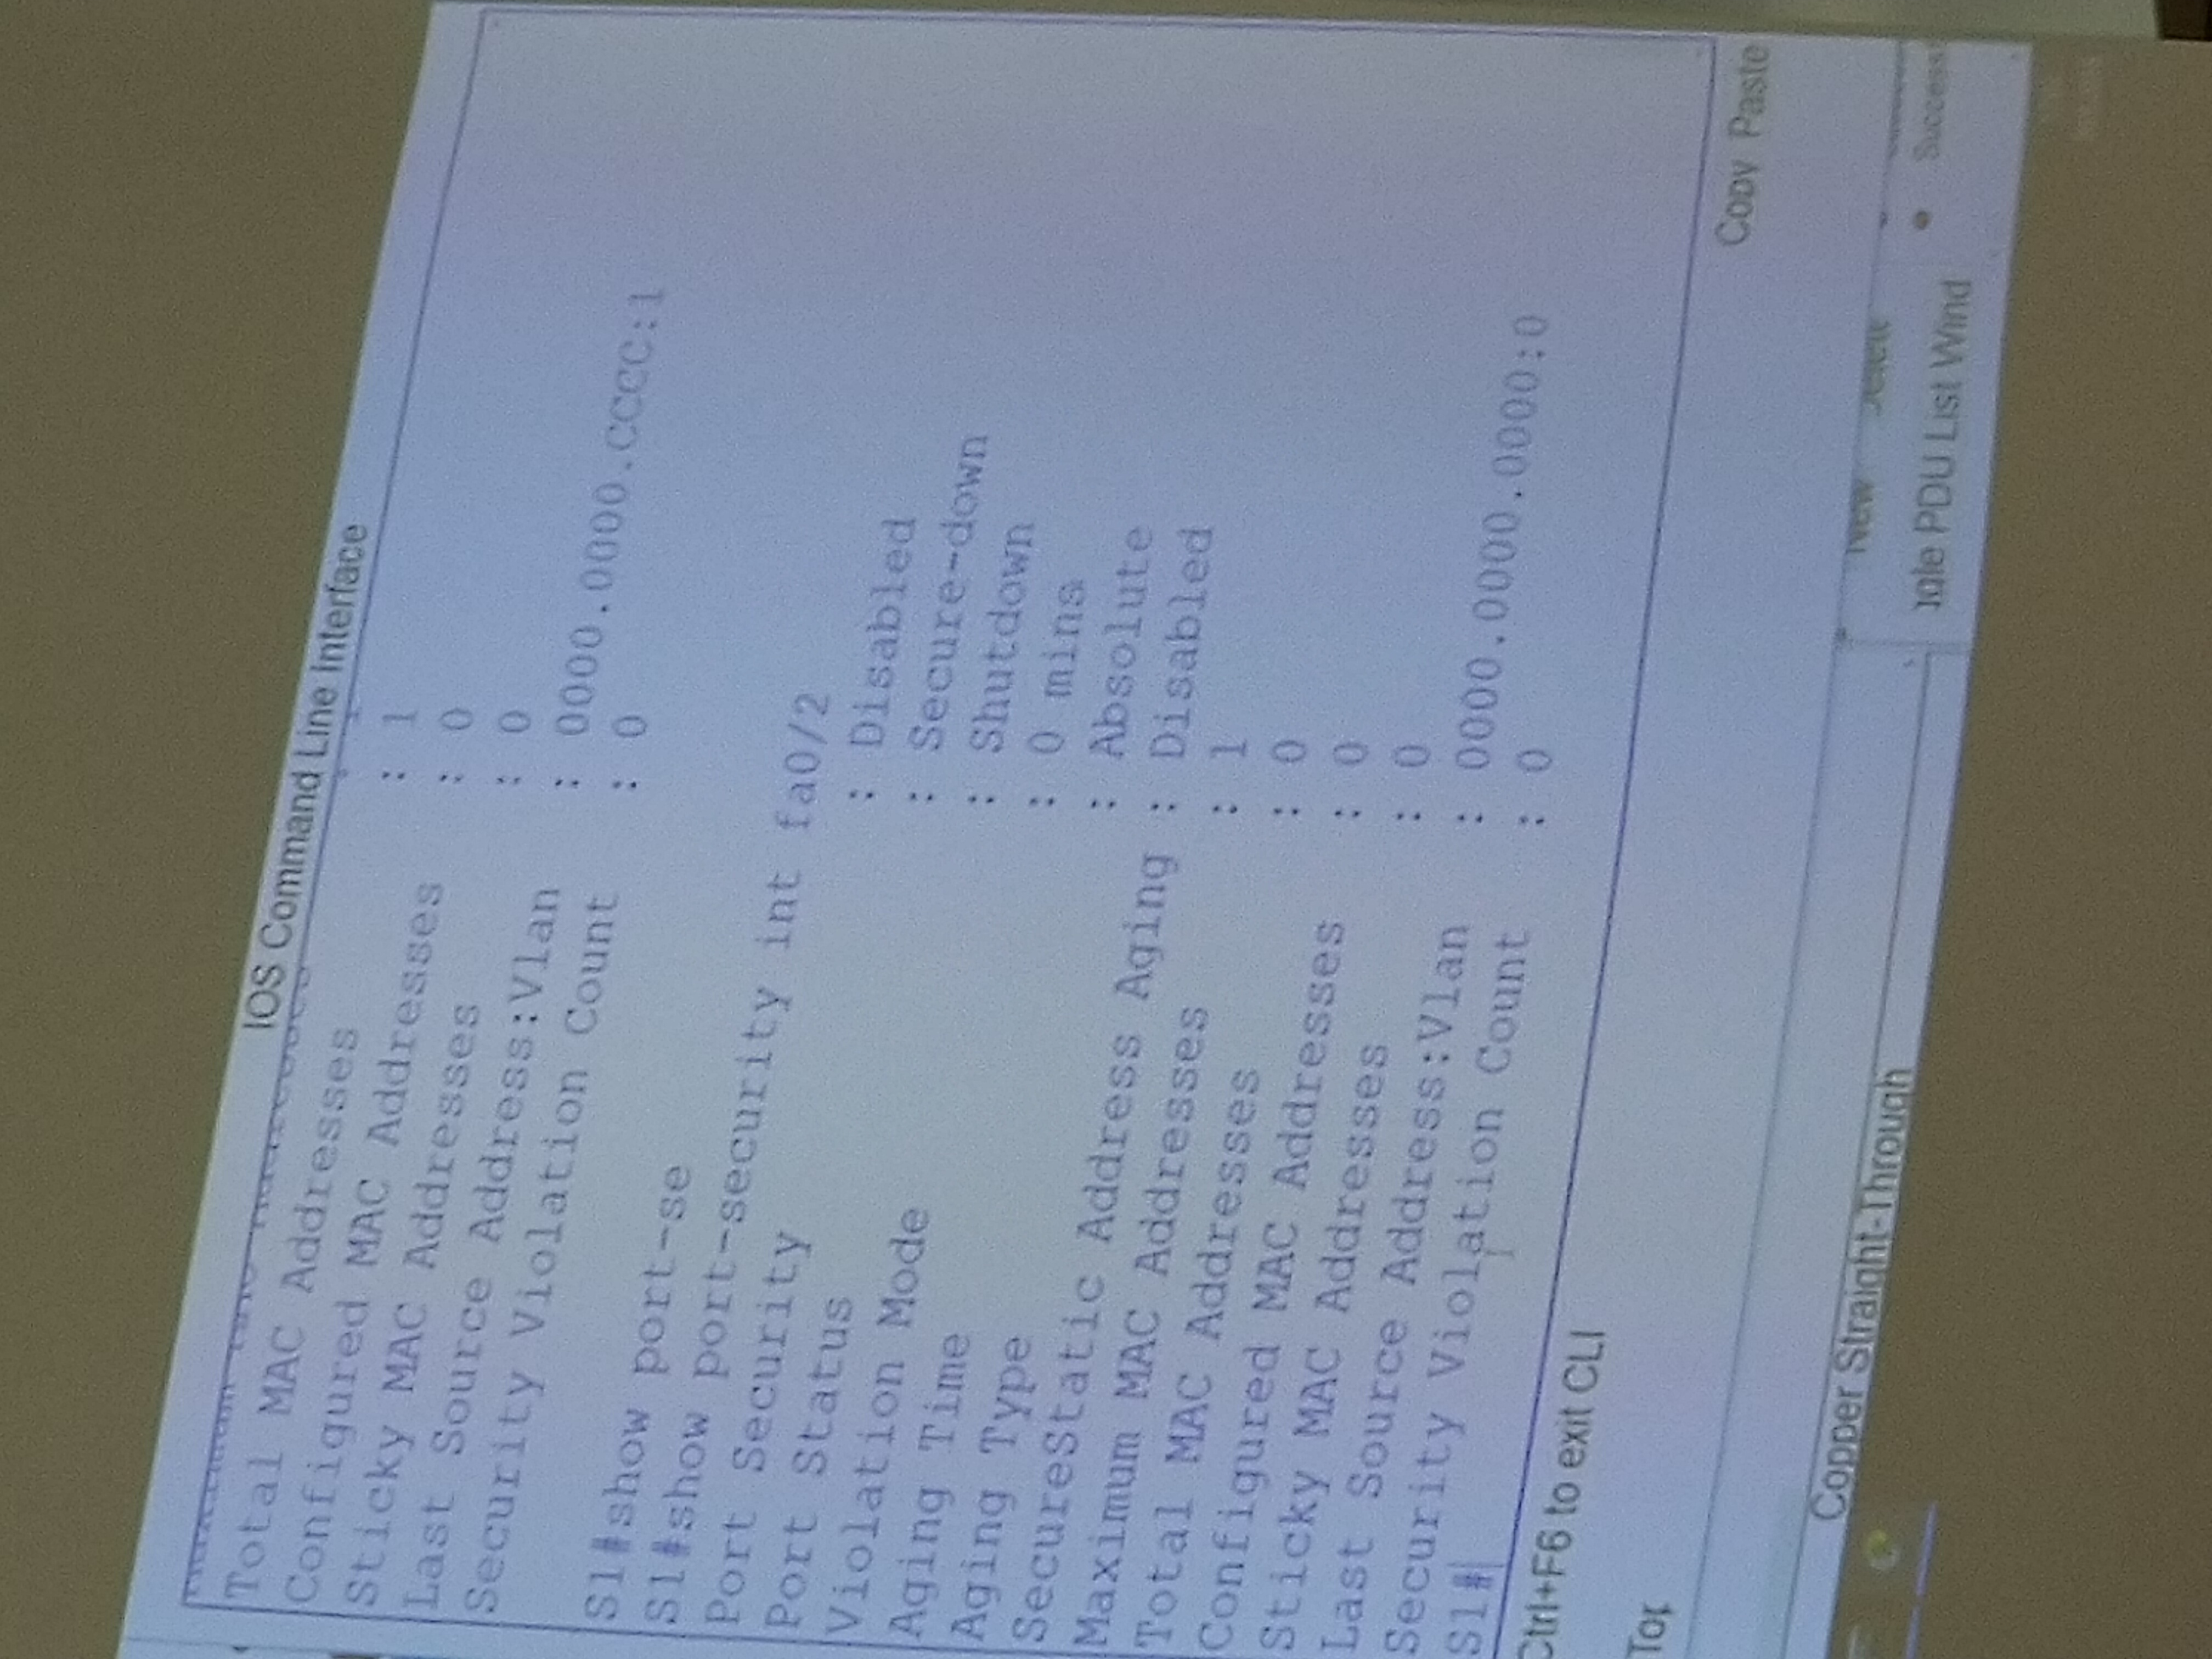 IOS Command Line Interface
Total MAC Addresses : 1
Configured MAC Addresses : 0
Sticky MAC Addresses : 0
Last Source Address:Vlan : 0000.0000.CCCC:1
Security Violation Count : 0
S1#show port-se
S1#show port-security int fa0/2
Port Security : Disabled
Port Status : Secure-down
Violation Mode : Shutdown
Aging Time : 0 mins
Aging Type : Absolute
SecureStatic Address Aging : Disabled
Maximum MAC Addresses : 1
Total MAC Addresses : 0
Configured MAC Addresses : 0
Sticky MAC Addresses : 0
Last Source Address:Vlan : 0000.0000.0000:0
Security Violation Count : 0
S1#
Ctrl+F6 to exit CLI
Copy Paste
Top
Copper Straight-Through
New
PDU List Wind